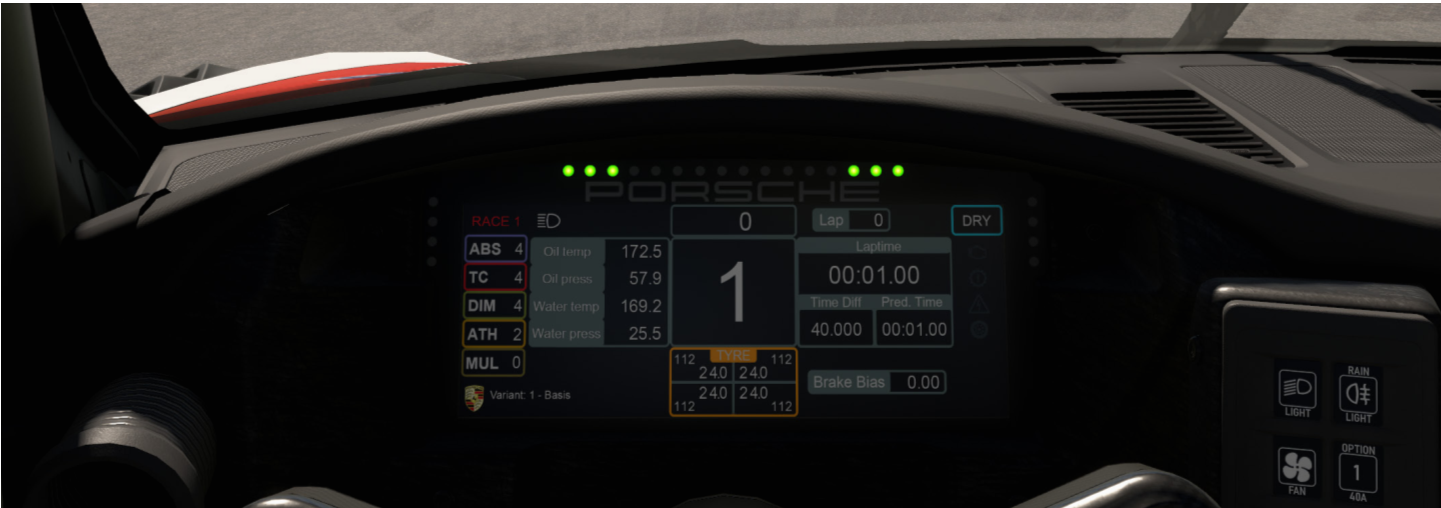 PORSCHE
RACE 1
0
Lap 0
DRY
ABS 4
TC 4
DIM 4
ATH 2
MUL 0
Oil temp 172.5
Oil press 57.9
Water temp 169.2
Water press 25.5
1
Laptime
00:01.00
Time Diff Pred. Time
40.000 00:01.00
TYRE
112 112
24.0 24.0
24.0 24.0
112 112
Brake Bias 0.00
Variant: 1 - Basis
LIGHT
RAIN
LIGHT
FAN
OPTION
1
40A